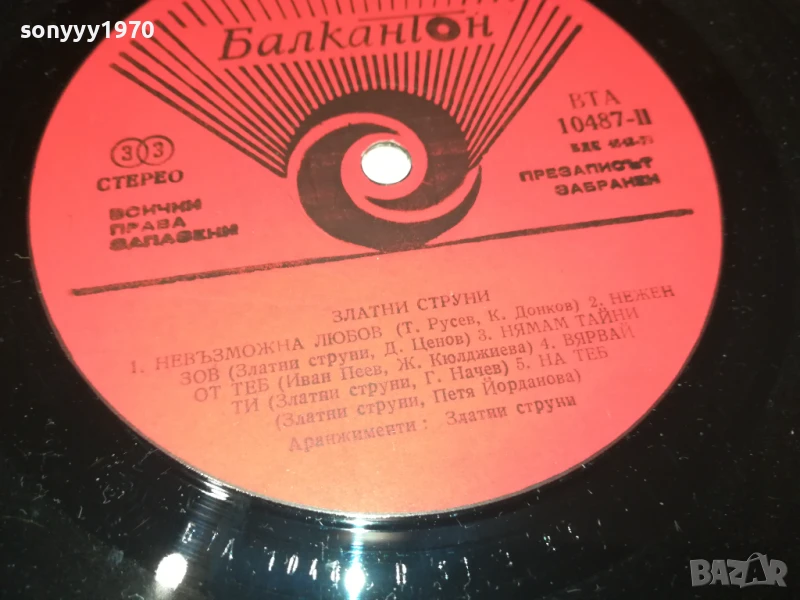 sonyyy1970
Балкантон
ВТА
10487-II
33
СТЕРЕО
ВСИЧКИ
ПРАВА
ЗАПАЗЕНИ
ПРЕЗАПИСЪТ
ЗАБРАНЕН
ЗЛАТНИ СТРУНИ
1. НЕВЪЗМОЖНА ЛЮБОВ (Т. Русев, К. Донков) 2. НЕЖЕН
ЗОВ (Златни струни, Д. Ценов) 3. НЯМАМ ТАЙНИ
ОТ ТЕБ (Иван Пеев, Ж. Кюлджиева) 4. ВЯРВАЙ
ТИ (Златни струни, Г. Начев) 5. НА ТЕБ
(Златни струни, Петя Йорданова)
Аранжименти: Златни струни
BAZAR